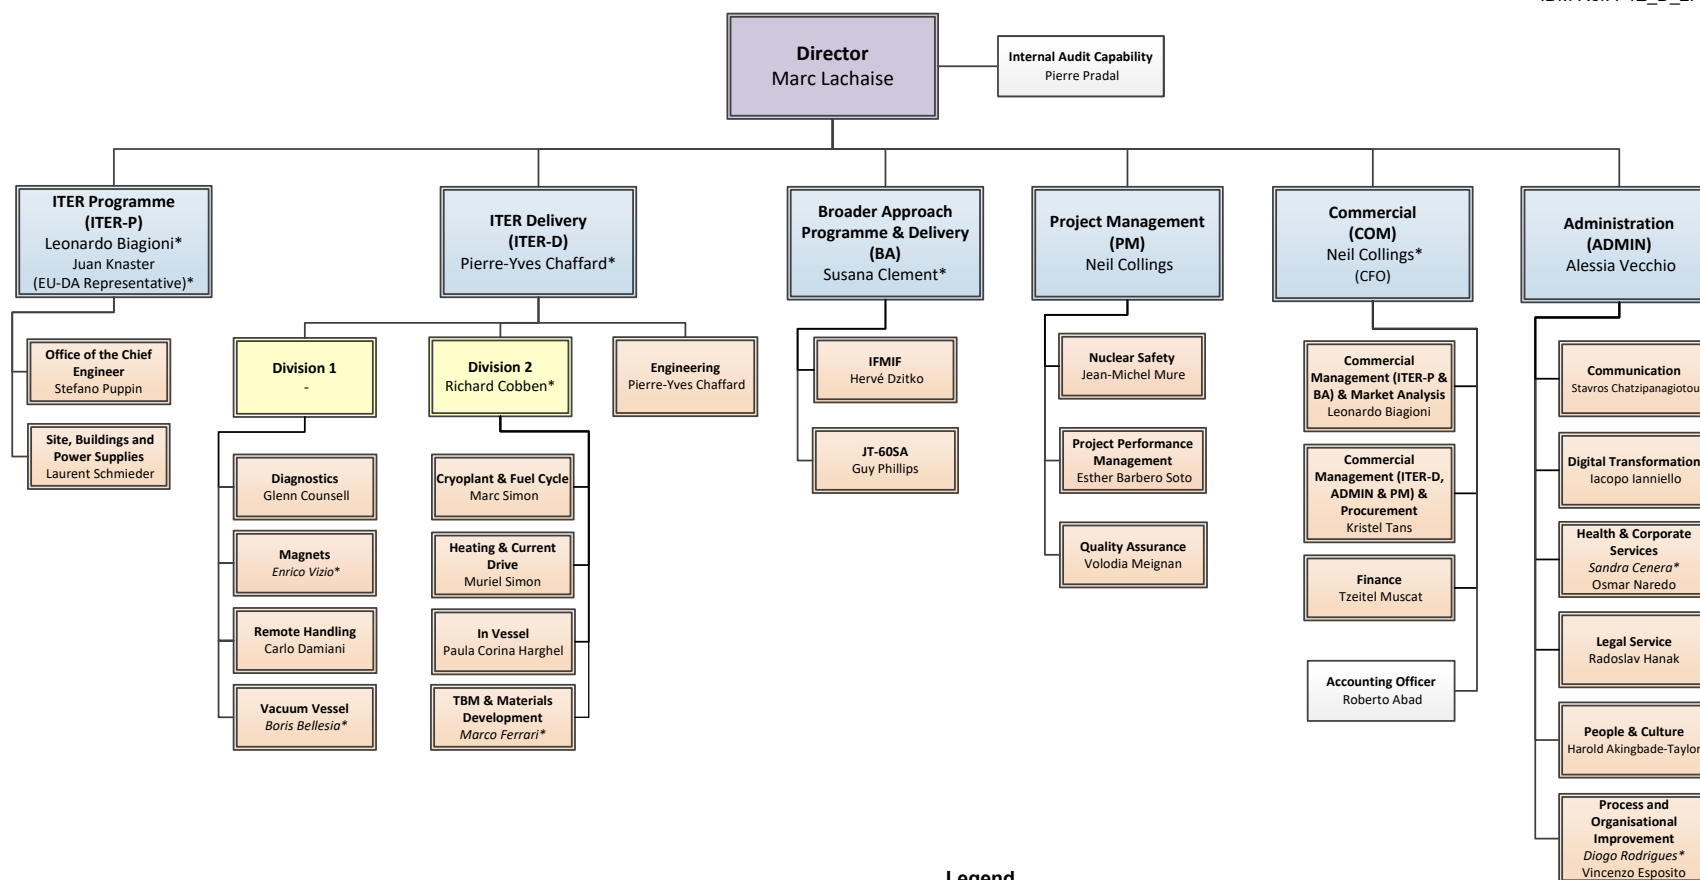 Director
Marc Lachaise
Internal Audit Capability
Pierre Pradal
ITER Programme
(ITER-P)
Leonardo Biagioni*
Juan Knaster
(EU-DA Representative)*
ITER Delivery
(ITER-D)
Pierre-Yves Chaffard*
Broader Approach
Programme & Delivery
(BA)
Susana Clement*
Project Management
(PM)
Neil Collings
Commercial
(COM)
Neil Collings*
(CFO)
Administration
(ADMIN)
Alessia Vecchio
Office of the Chief
Engineer
Stefano Puppin
Site, Buildings and
Power Supplies
Laurent Schmieder
Division 1
-
Diagnostics
Glenn Counsell
Magnets
Enrico Vizio*
Remote Handling
Carlo Damiani
Vacuum Vessel
Boris Bellesia*
Division 2
Richard Cobben*
Cryoplant & Fuel Cycle
Marc Simon
Heating & Current
Drive
Muriel Simon
In Vessel
Paula Corina Harghel
TBM & Materials
Development
Marco Ferrari*
Engineering
Pierre-Yves Chaffard
IFMIF
Hervé Dzitko
JT-60SA
Guy Phillips
Nuclear Safety
Jean-Michel Mure
Project Performance
Management
Esther Barbero Soto
Quality Assurance
Volodia Meignan
Commercial
Management (ITER-P &
BA) & Market Analysis
Leonardo Biagioni
Commercial
Management (ITER-D,
ADMIN & PM) &
Procurement
Kristel Tans
Finance
Tzeitel Muscat
Accounting Officer
Roberto Abad
Communication
Stavros Chatzipanagiotou
Digital Transformation
Iacopo Ianniello
Health & Corporate
Services
Sandra Cenera*
Osmar Naredo
Legal Service
Radoslav Hanak
People & Culture
Harold Akingbade-Taylor
Process and
Organisational
Improvement
Diogo Rodrigues*
Vincenzo Esposito
Legend